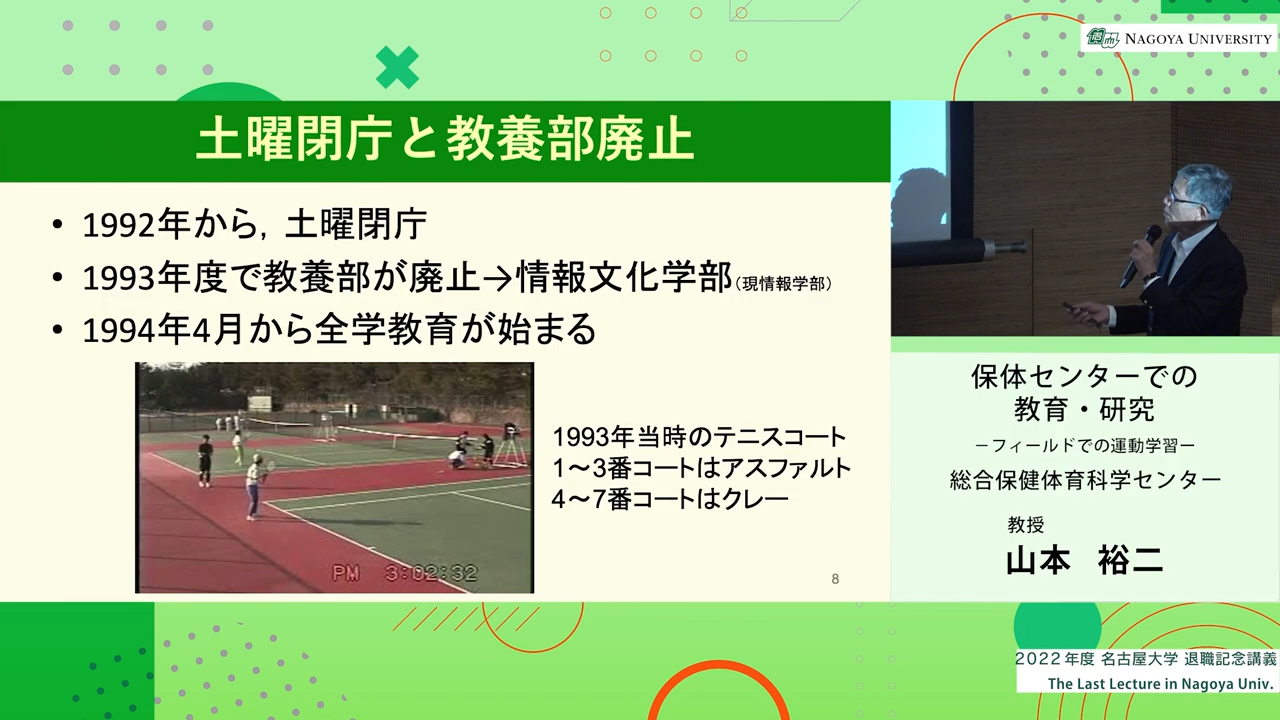 NAGOYA UNIVERSITY
土曜閉庁と教養部廃止
• 1992年から，土曜閉庁
• 1993年度で教養部が廃止→情報文化学部（現情報学部）
• 1994年4月から全学教育が始まる
1993年当時のテニスコート
1～3番コートはアスファルト
4～7番コートはクレー
PM 3:02:32
8
保体センターでの
教育・研究
－フィールドでの運動学習－
総合保健体育科学センター
教授
山本 裕二
2022年度 名古屋大学 退職記念講義
The Last Lecture in Nagoya Univ.